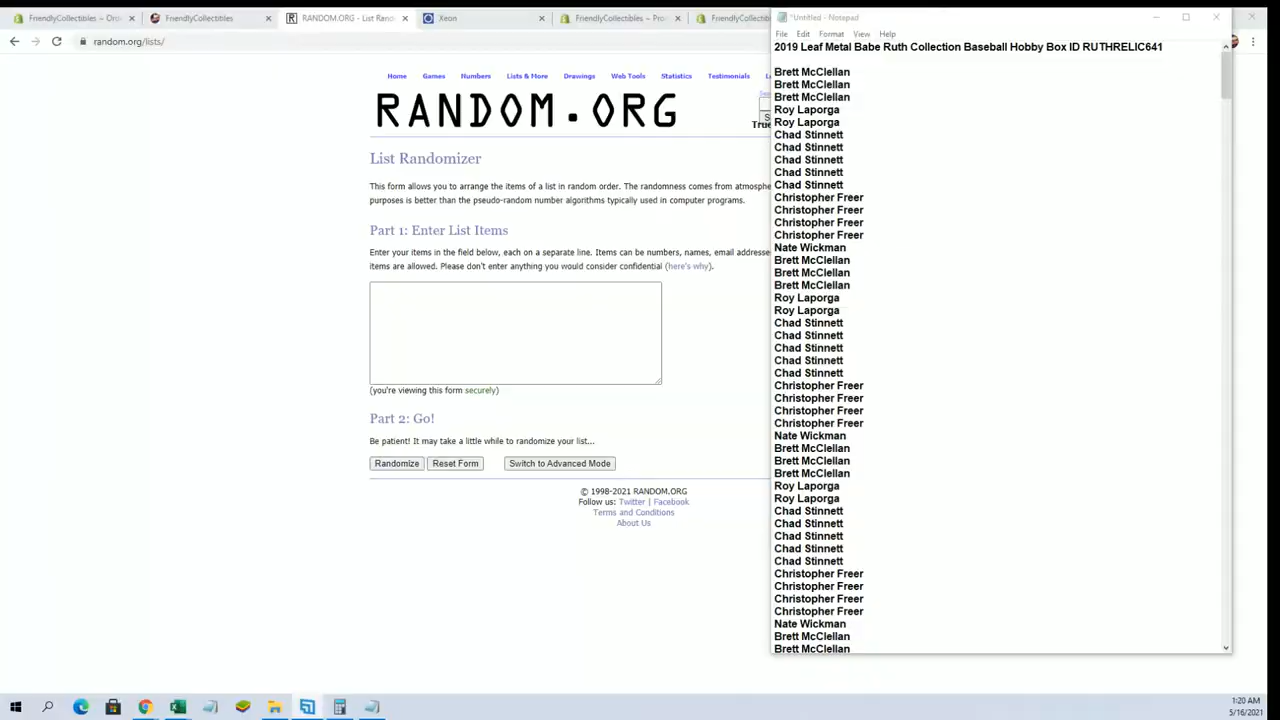 FriendlyCollectibles ~ Ord
FriendlyCollectibles
RANDOM.ORG - List Rand
Xeon
FriendlyCollectibles ~ Pro
FriendlyCollectibles
random.org/lists/
Home Games Numbers Lists & More Drawings Web Tools Statistics Testimonials
RANDOM.ORG
True
List Randomizer
This form allows you to arrange the items of a list in random order. The randomness comes from atmosphe
purposes is better than the pseudo-random number algorithms typically used in computer programs.
Part 1: Enter List Items
Enter your items in the field below, each on a separate line. Items can be numbers, names, email addresse
items are allowed. Please don't enter anything you would consider confidential (here's why).
(you're viewing this form securely)
Part 2: Go!
Be patient! It may take a little while to randomize your list...
Randomize Reset Form Switch to Advanced Mode
© 1998-2021 RANDOM.ORG
Follow us: Twitter | Facebook
Terms and Conditions
About Us
*Untitled - Notepad
File Edit Format View Help
2019 Leaf Metal Babe Ruth Collection Baseball Hobby Box ID RUTHRELIC641
Brett McClellan
Brett McClellan
Brett McClellan
Roy Laporga
Roy Laporga
Chad Stinnett
Chad Stinnett
Chad Stinnett
Chad Stinnett
Chad Stinnett
Christopher Freer
Christopher Freer
Christopher Freer
Christopher Freer
Nate Wickman
Brett McClellan
Brett McClellan
Brett McClellan
Roy Laporga
Roy Laporga
Chad Stinnett
Chad Stinnett
Chad Stinnett
Chad Stinnett
Chad Stinnett
Christopher Freer
Christopher Freer
Christopher Freer
Christopher Freer
Nate Wickman
Brett McClellan
Brett McClellan
Brett McClellan
Roy Laporga
Roy Laporga
Chad Stinnett
Chad Stinnett
Chad Stinnett
Chad Stinnett
Chad Stinnett
Christopher Freer
Christopher Freer
Christopher Freer
Christopher Freer
Nate Wickman
Brett McClellan
Brett McClellan
1:20 AM
5/16/2021